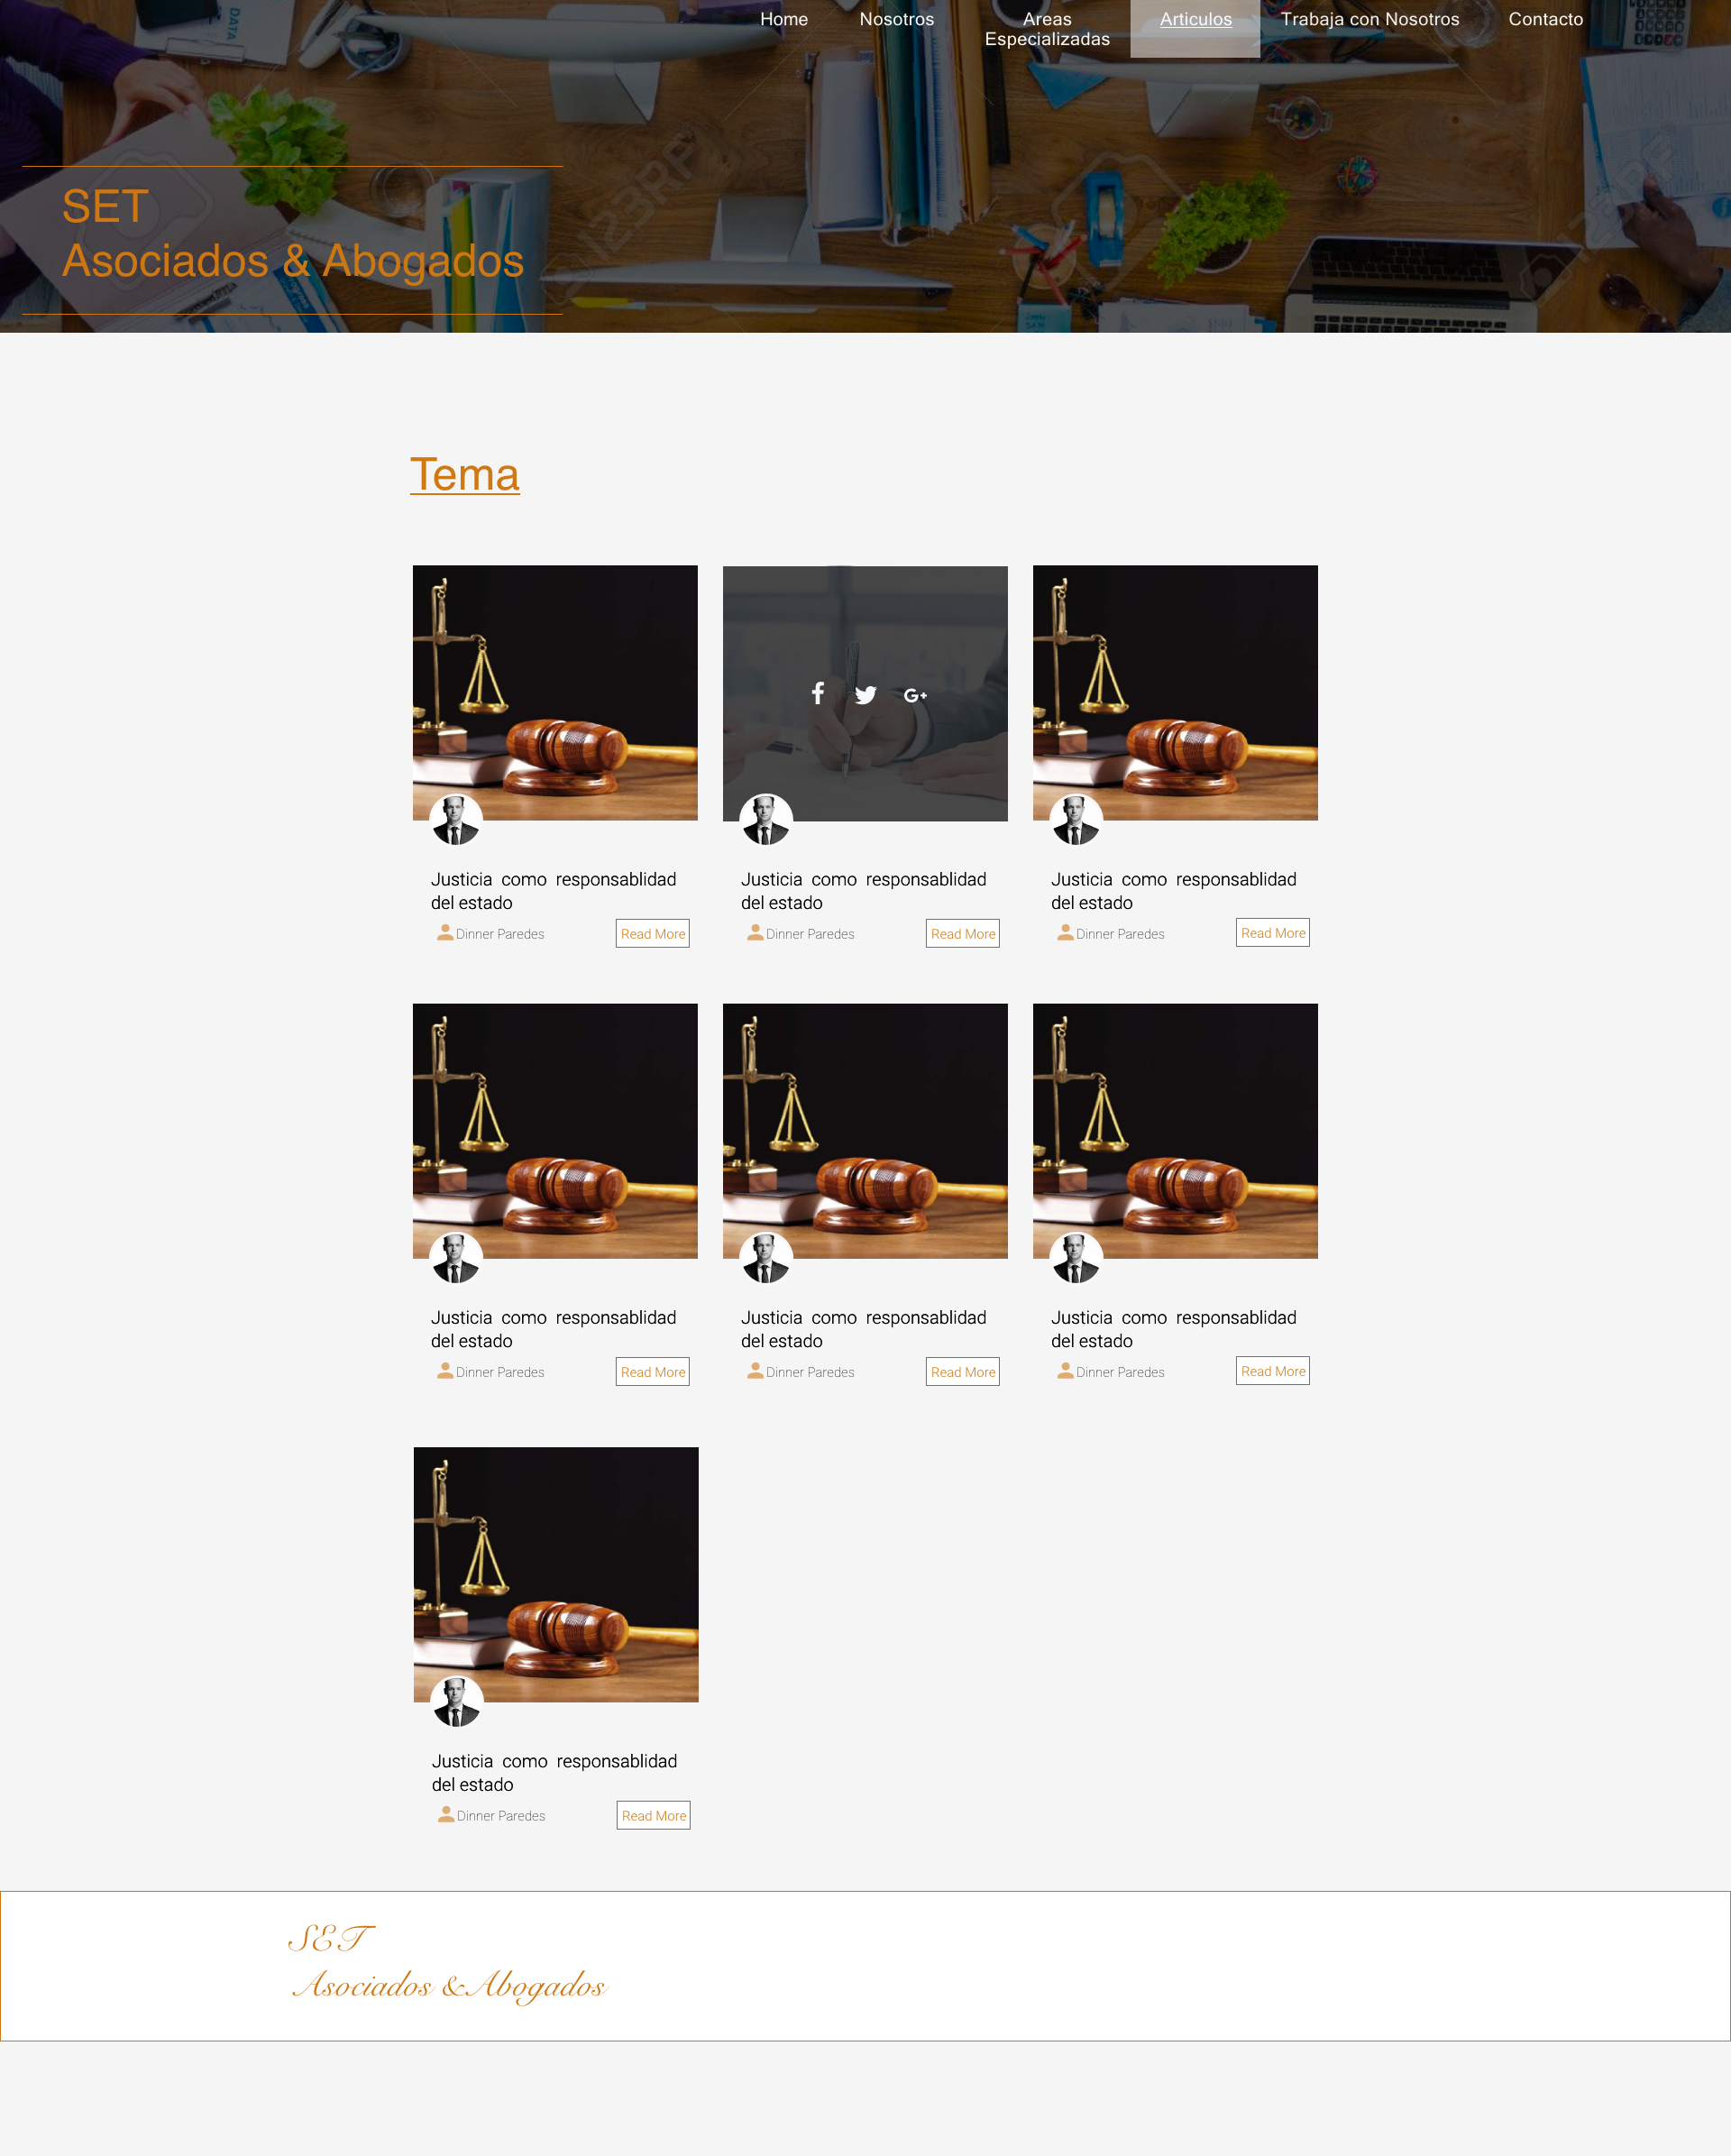 Home
Nosotros
Areas
Especializadas
Articulos
Trabaja con Nosotros
Contacto
DATA
123RF
SET
Asociados & Abogados
Tema
Justicia como responsablidad
del estado
Dinner Paredes
Read More
Justicia como responsablidad
del estado
Dinner Paredes
Read More
Justicia como responsablidad
del estado
Dinner Paredes
Read More
Justicia como responsablidad
del estado
Dinner Paredes
Read More
Justicia como responsablidad
del estado
Dinner Paredes
Read More
Justicia como responsablidad
del estado
Dinner Paredes
Read More
Justicia como responsablidad
del estado
Dinner Paredes
Read More
SET
Asociados & Abogados